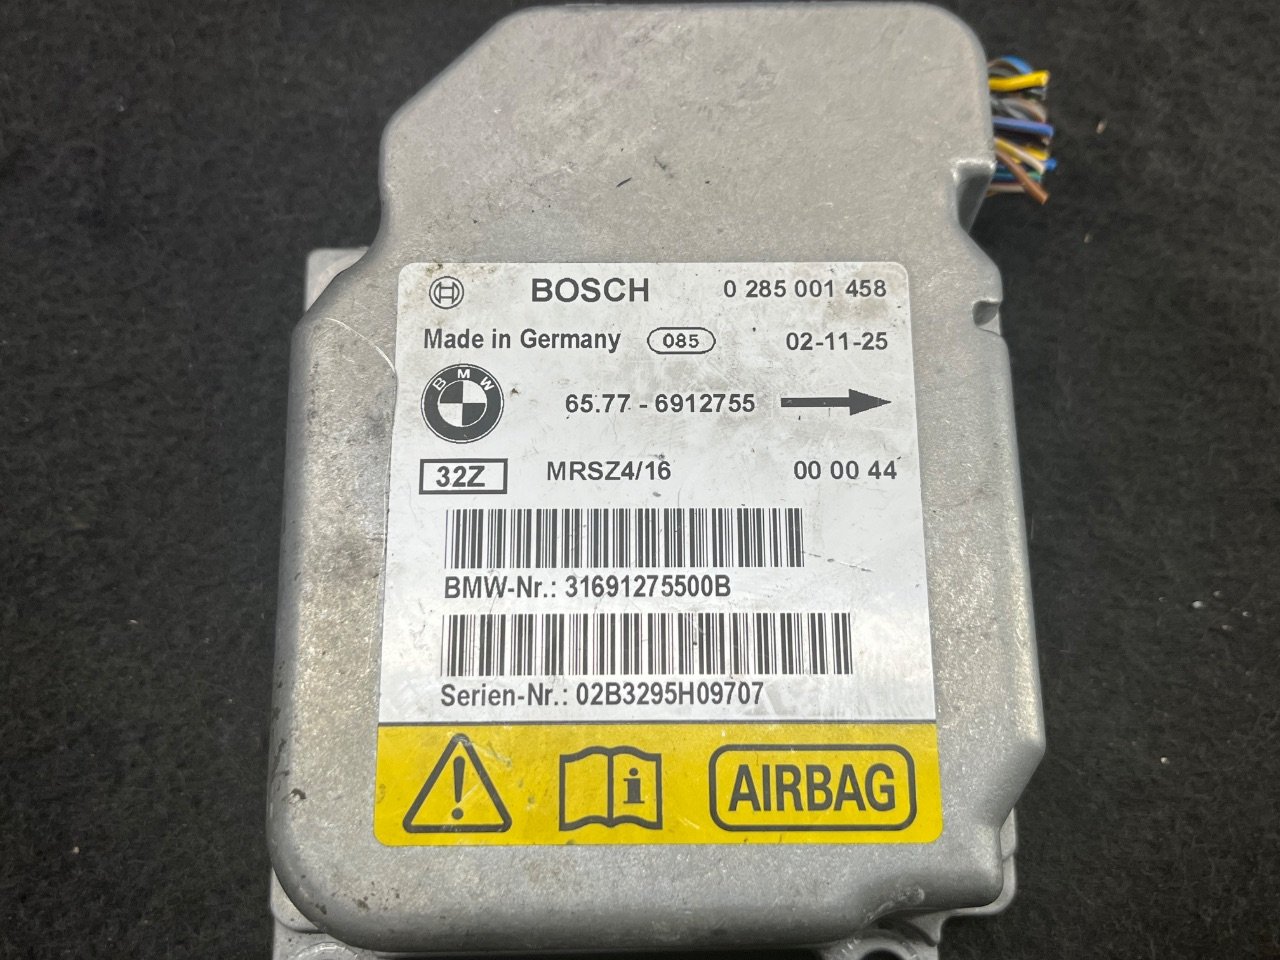 BOSCH 0 285 001 458
Made in Germany 085 02-11-25
BMW 65.77 - 6912755
32Z MRSZ4/16 00 00 44
BMW-Nr.: 31691275500B
Serien-Nr.: 02B3295H09707
AIRBAG